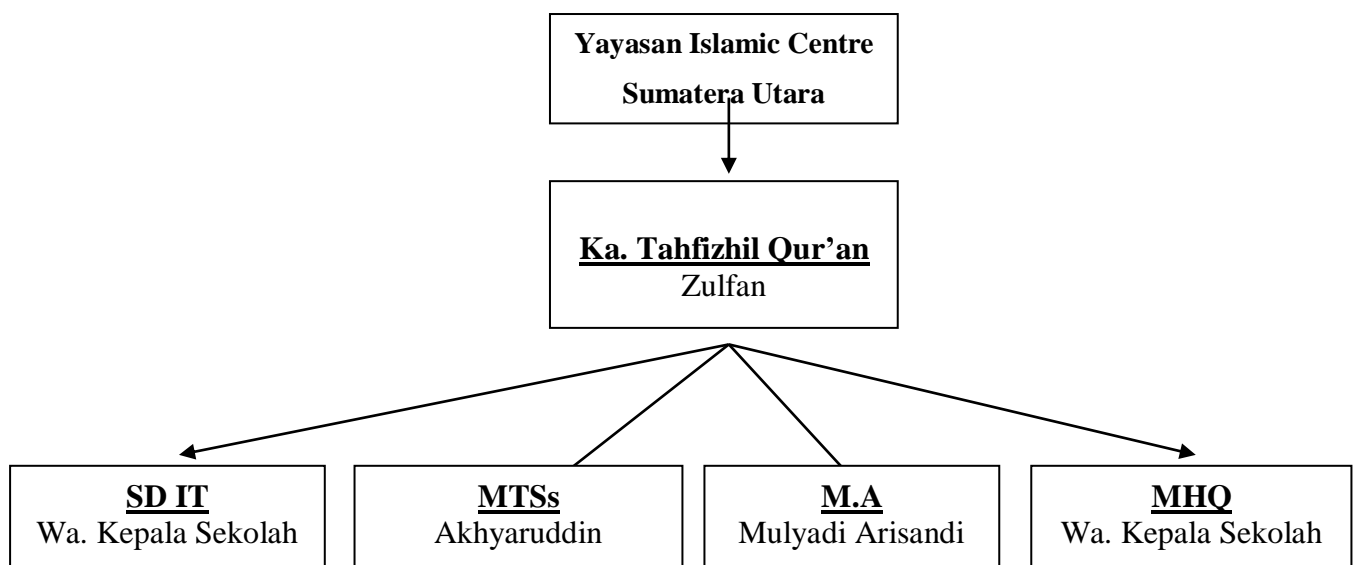 Yayasan Islamic Centre
Sumatera Utara
Ka. Tahfizhil Qur’an
Zulfan
SD IT
Wa. Kepala Sekolah
MTSs
Akhyaruddin
M.A
Mulyadi Arisandi
MHQ
Wa. Kepala Sekolah